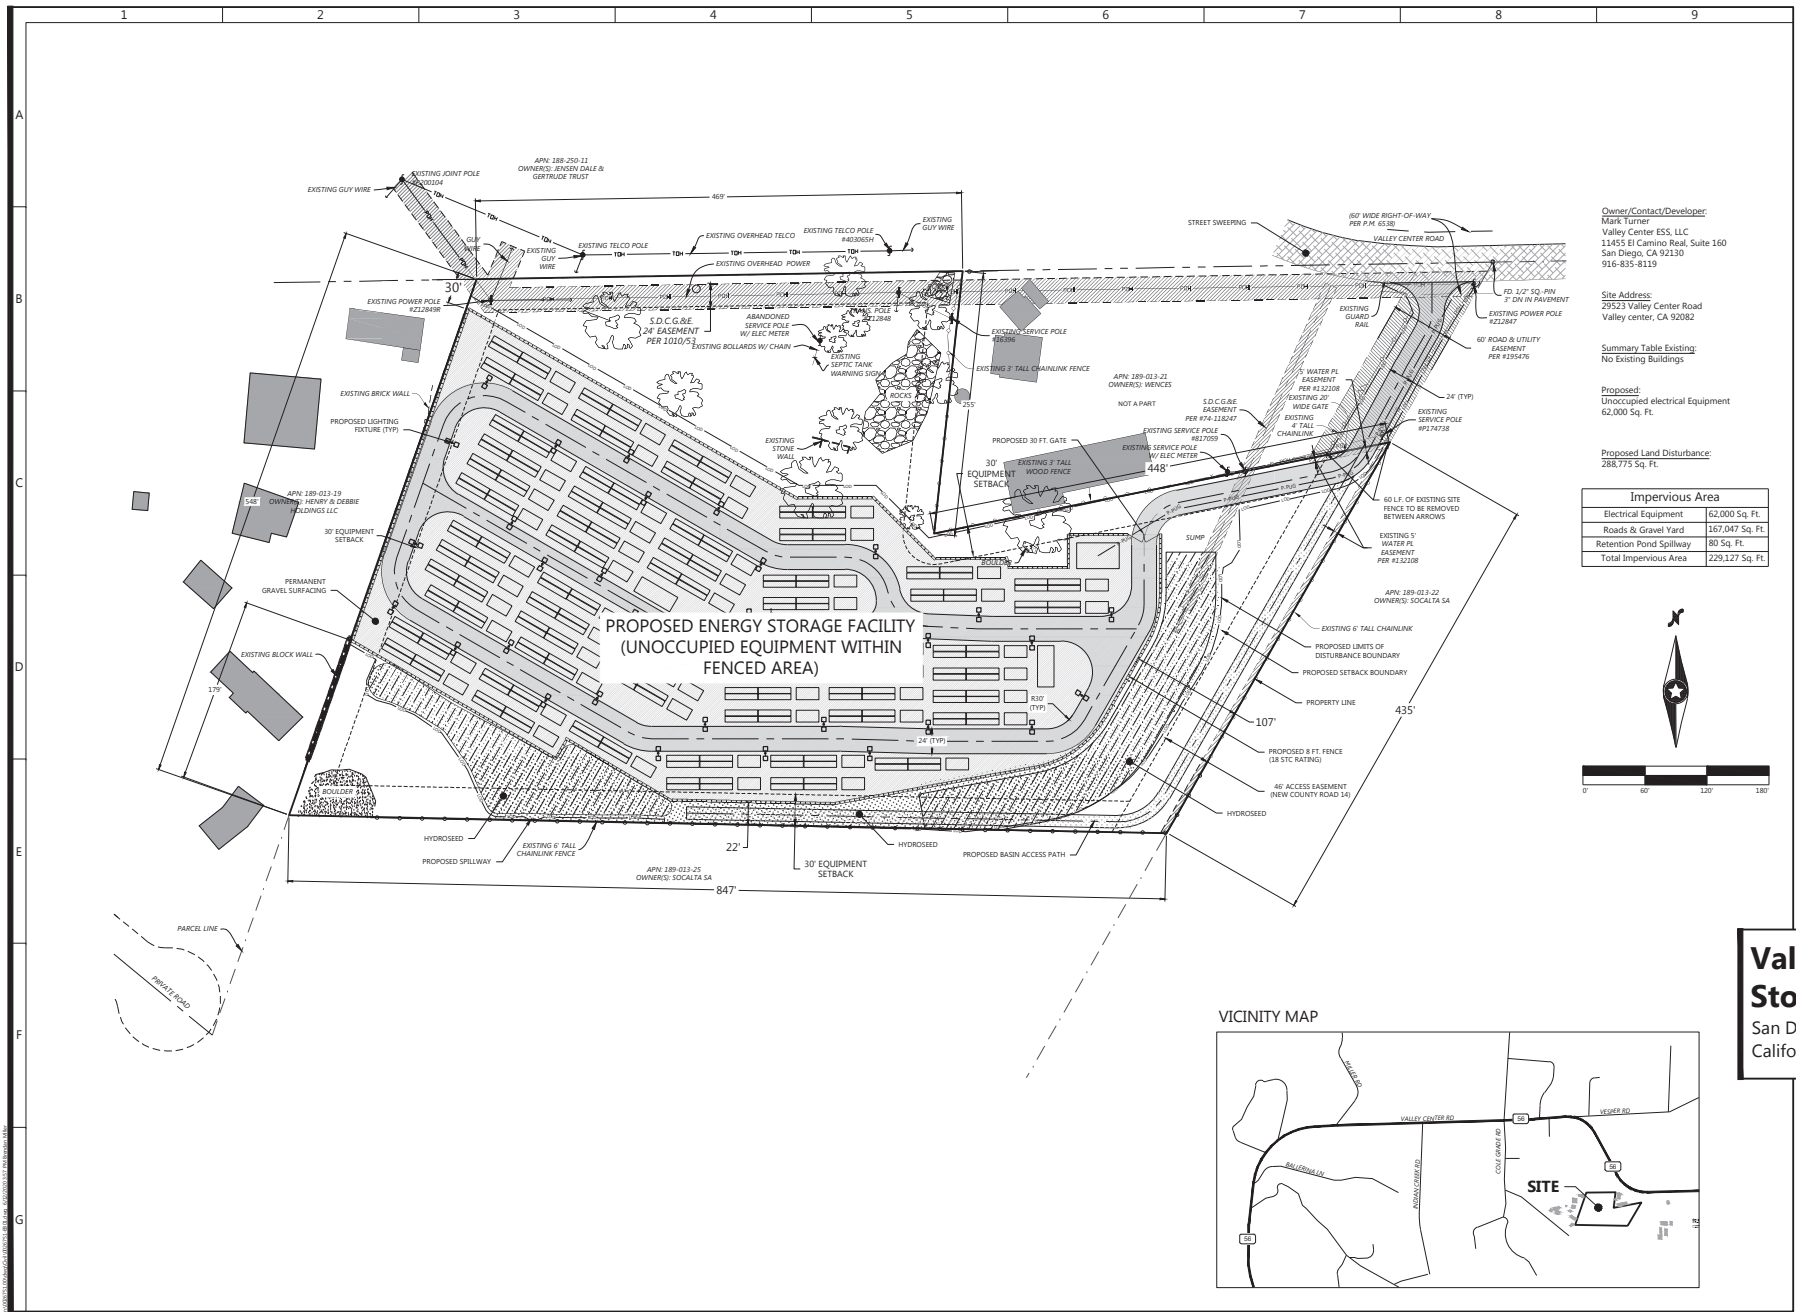 1
2
3
4
5
6
7
8
9
A
B
C
D
E
F
G
APN: 188-250-11
OWNER(S): JENSEN DALE &
GERTRUDE TRUST
EXISTING JOINT POLE
EXISTING GUY WIRE
469'
GUY
WIRE
EXISTING
GUY
WIRE
EXISTING TELCO POLE
EXISTING OVERHEAD TELCO
EXISTING TELCO POLE
#403065H
EXISTING
GUY WIRE
EXISTING OVERHEAD POWER
30'
EXISTING POWER POLE
#Z12849R
S.D.C.G.&E.
24' EASEMENT
PER 1010/53
ABANDONED
SERVICE POLE
W/ ELEC METER
EXISTING BOLLARDS W/ CHAIN
EXISTING
SEPTIC TANK
WARNING SIGN
POLE
#Z12848
EXISTING SERVICE POLE
#16396
EXISTING 3' TALL CHAINLINK FENCE
ROCKS
255'
EXISTING
STONE
WALL
STREET SWEEPING
(60' WIDE RIGHT-OF-WAY
PER P.M. 6538)
VALLEY CENTER ROAD
FD. 1/2" SQ.-PIN
3" DN IN PAVEMENT
EXISTING
GUARD
RAIL
EXISTING POWER POLE
#Z12847
60' ROAD & UTILITY
EASEMENT
PER #195476
5' WATER PL
EASEMENT
PER #132108
EXISTING 20'
WIDE GATE
24' (TYP)
EXISTING
4' TALL
CHAINLINK
EXISTING
SERVICE POLE
#P174738
APN: 189-013-21
OWNER(S): WENCES
NOT A PART
S.D.C.G.&E.
EASEMENT
PER #74-118247
EXISTING SERVICE POLE
#817059
EXISTING SERVICE POLE
W/ ELEC METER
448'
PROPOSED 30 FT. GATE
30'
EQUIPMENT
SETBACK
EXISTING 3' TALL
WOOD FENCE
60 L.F. OF EXISTING SITE
FENCE TO BE REMOVED
BETWEEN ARROWS
EXISTING 5'
WATER PL
EASEMENT
PER #132108
SUMP
BOULDER
EXISTING BRICK WALL
PROPOSED LIGHTING
FIXTURE (TYP)
548'
APN: 189-013-19
OWNER(S): HENRY & DEBBIE
HOLDINGS LLC
30' EQUIPMENT
SETBACK
PERMANENT
GRAVEL SURFACING
EXISTING BLOCK WALL
179'
PROPOSED ENERGY STORAGE FACILITY
(UNOCCUPIED EQUIPMENT WITHIN
FENCED AREA)
R30'
(TYP)
24' (TYP)
APN: 189-013-22
OWNER(S): SOCALTA SA
EXISTING 6' TALL CHAINLINK
PROPOSED LIMITS OF
DISTURBANCE BOUNDARY
PROPOSED SETBACK BOUNDARY
PROPERTY LINE
435'
107'
PROPOSED 8 FT. FENCE
(18 STC RATING)
46' ACCESS EASEMENT
(NEW COUNTY ROAD 14)
HYDROSEED
BOULDER
HYDROSEED
PROPOSED SPILLWAY
EXISTING 6' TALL
CHAINLINK FENCE
22'
30' EQUIPMENT
SETBACK
HYDROSEED
PROPOSED BASIN ACCESS PATH
APN: 189-013-25
OWNER(S): SOCALTA SA
847'
PARCEL LINE
PRIVATE ROAD
Owner/Contact/Developer:
Mark Turner
Valley Center ESS, LLC
11455 El Camino Real, Suite 160
San Diego, CA 92130
916-835-8119
Site Address:
29523 Valley Center Road
Valley center, CA 92082
Summary Table Existing:
No Existing Buildings
Proposed:
Unoccupied electrical Equipment
62,000 Sq. Ft.
Proposed Land Disturbance:
288,775 Sq. Ft.
Impervious Area
Electrical Equipment 62,000 Sq. Ft.
Roads & Gravel Yard 167,047 Sq. Ft.
Retention Pond Spillway 80 Sq. Ft.
Total Impervious Area 229,127 Sq. Ft.
N
0' 60' 120' 180'
Val
Sto
San D
Califo
VICINITY MAP
MILLER RD
VALLEY CENTER RD
56
VESPER RD
COLE GRADE RD
BALLERINA LN
INDIAN CREEK RD
56
SITE
56